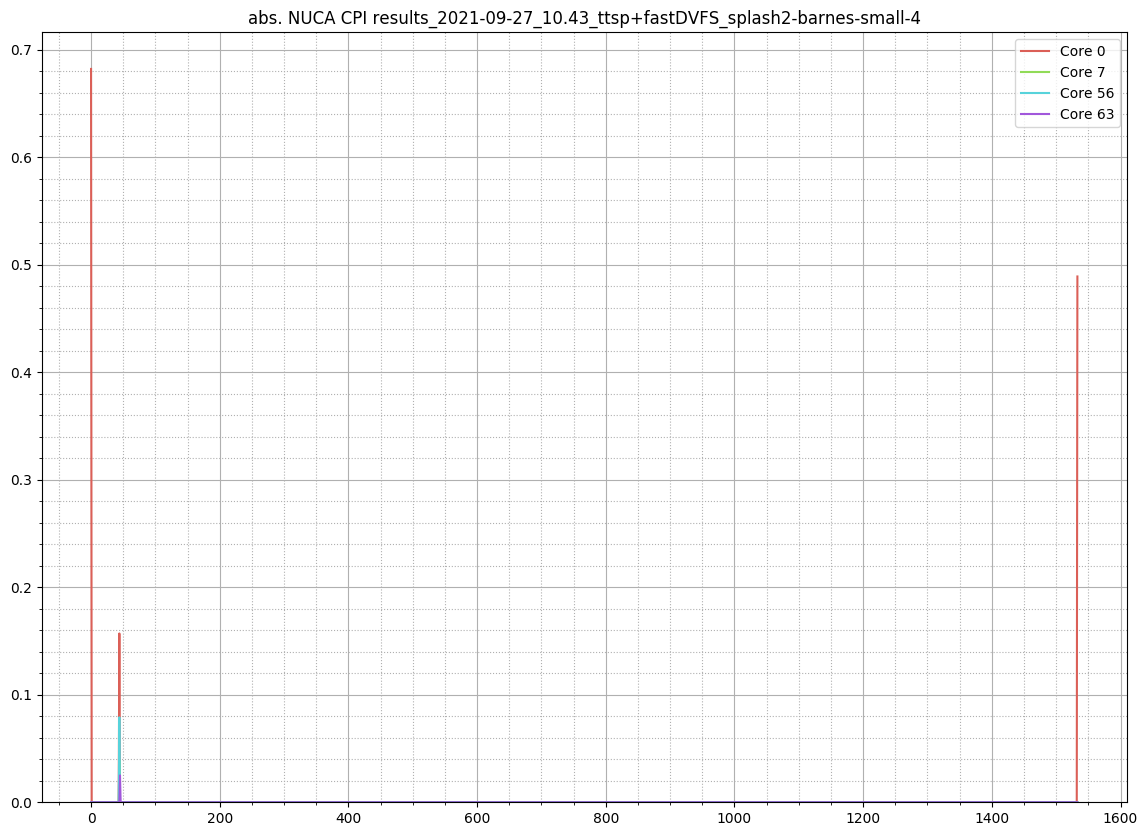 abs. NUCA CPI results_2021-09-27_10.43_ttsp+fastDVFS_splash2-barnes-small-4
Core 0
Core 7
Core 56
Core 63
0.7
0.6
0.5
0.4
0.3
0.2
0.1
0.0
0 200 400 600 800 1000 1200 1400 1600